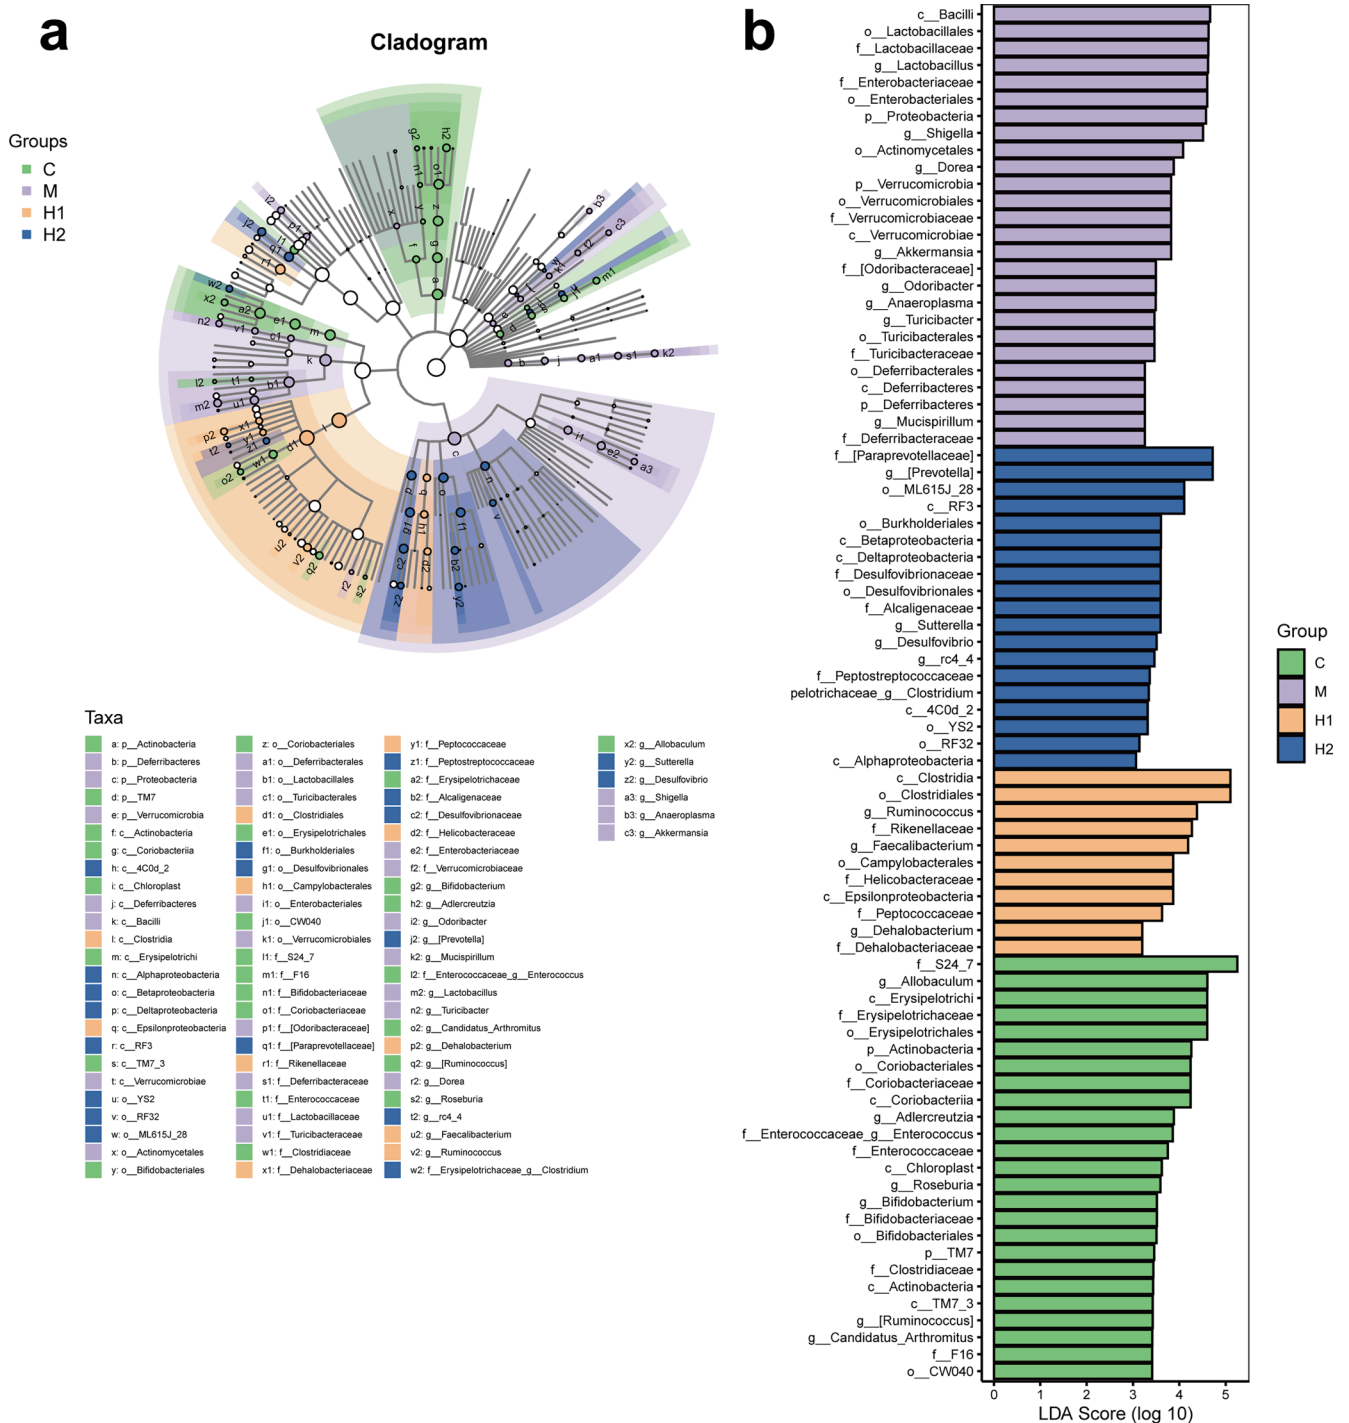 a
Cladogram
Groups
C
M
H1
H2
Taxa
a: p__Actinobacteria
b: p__Deferribacteres
c: p__Proteobacteria
d: p__TM7
e: p__Verrucomicrobia
f: c__Actinobacteria
g: c__Coriobacteriia
h: c__4C0d_2
i: c__Chloroplast
j: c__Deferribacteres
k: c__Bacilli
l: c__Clostridia
m: c__Erysipelotrichi
n: c__Alphaproteobacteria
o: c__Betaproteobacteria
p: c__Deltaproteobacteria
q: c__Epsilonproteobacteria
r: c__RF3
s: c__TM7_3
t: c__Verrucomicrobiae
u: o__YS2
v: o__RF32
w: o__ML615J_28
x: o__Actinomycetales
y: o__Bifidobacteriales
z: o__Coriobacteriales
a1: o__Deferribacterales
b1: o__Lactobacillales
c1: o__Turicibacterales
d1: o__Clostridiales
e1: o__Erysipelotrichales
f1: o__Burkholderiales
g1: o__Desulfovibrionales
h1: o__Campylobacterales
i1: o__Enterobacteriales
j1: o__CW040
k1: o__Verrucomicrobiales
l1: f__S24_7
m1: f__F16
n1: f__Bifidobacteriaceae
o1: f__Coriobacteriaceae
p1: f__[Odoribacteraceae]
q1: f__[Paraprevotellaceae]
r1: f__Rikenellaceae
s1: f__Deferribacteraceae
t1: f__Enterococcaceae
u1: f__Lactobacillaceae
v1: f__Turicibacteraceae
w1: f__Clostridiaceae
x1: f__Dehalobacteriaceae
y1: f__Peptococcaceae
z1: f__Peptostreptococcaceae
a2: f__Erysipelotrichaceae
b2: f__Alcaligenaceae
c2: f__Desulfovibrionaceae
d2: f__Helicobacteraceae
e2: f__Enterobacteriaceae
f2: f__Verrucomicrobiaceae
g2: g__Bifidobacterium
h2: g__Adlercreutzia
i2: g__Odoribacter
j2: g__[Prevotella]
k2: g__Mucispirillum
l2: f__Enterococcaceae_g__Enterococcus
m2: g__Lactobacillus
n2: g__Turicibacter
o2: g__Candidatus_Arthromitus
p2: g__Dehalobacterium
q2: g__[Ruminococcus]
r2: g__Dorea
s2: g__Roseburia
t2: g__rc4_4
u2: g__Faecalibacterium
v2: g__Ruminococcus
w2: f__Erysipelotrichaceae_g__Clostridium
x2: g__Allobaculum
y2: g__Sutterella
z2: g__Desulfovibrio
a3: g__Shigella
b3: g__Anaeroplasma
c3: g__Akkermansia
b
c__Bacilli
o__Lactobacillales
f__Lactobacillaceae
g__Lactobacillus
f__Enterobacteriaceae
o__Enterobacteriales
p__Proteobacteria
g__Shigella
o__Actinomycetales
g__Dorea
p__Verrucomicrobia
o__Verrucomicrobiales
f__Verrucomicrobiaceae
c__Verrucomicrobiae
g__Akkermansia
f__[Odoribacteraceae]
g__Odoribacter
g__Anaeroplasma
g__Turicibacter
o__Turicibacterales
f__Turicibacteraceae
o__Deferribacterales
c__Deferribacteres
p__Deferribacteres
g__Mucispirillum
f__Deferribacteraceae
f__[Paraprevotellaceae]
g__[Prevotella]
o__ML615J_28
c__RF3
o__Burkholderiales
c__Betaproteobacteria
c__Deltaproteobacteria
f__Desulfovibrionaceae
o__Desulfovibrionales
f__Alcaligenaceae
g__Sutterella
g__Desulfovibrio
g__rc4_4
f__Peptostreptococcaceae
pelotrichaceae_g__Clostridium
c__4C0d_2
o__YS2
o__RF32
c__Alphaproteobacteria
c__Clostridia
o__Clostridiales
g__Ruminococcus
f__Rikenellaceae
g__Faecalibacterium
o__Campylobacterales
f__Helicobacteraceae
c__Epsilonproteobacteria
f__Peptococcaceae
g__Dehalobacterium
f__Dehalobacteriaceae
f__S24_7
g__Allobaculum
c__Erysipelotrichi
f__Erysipelotrichaceae
o__Erysipelotrichales
p__Actinobacteria
o__Coriobacteriales
f__Coriobacteriaceae
c__Coriobacteriia
g__Adlercreutzia
f__Enterococcaceae_g__Enterococcus
f__Enterococcaceae
c__Chloroplast
g__Roseburia
g__Bifidobacterium
f__Bifidobacteriaceae
o__Bifidobacteriales
p__TM7
f__Clostridiaceae
c__Actinobacteria
c__TM7_3
g__[Ruminococcus]
g__Candidatus_Arthromitus
f__F16
o__CW040
0 1 2 3 4 5
LDA Score (log 10)
Group
C
M
H1
H2